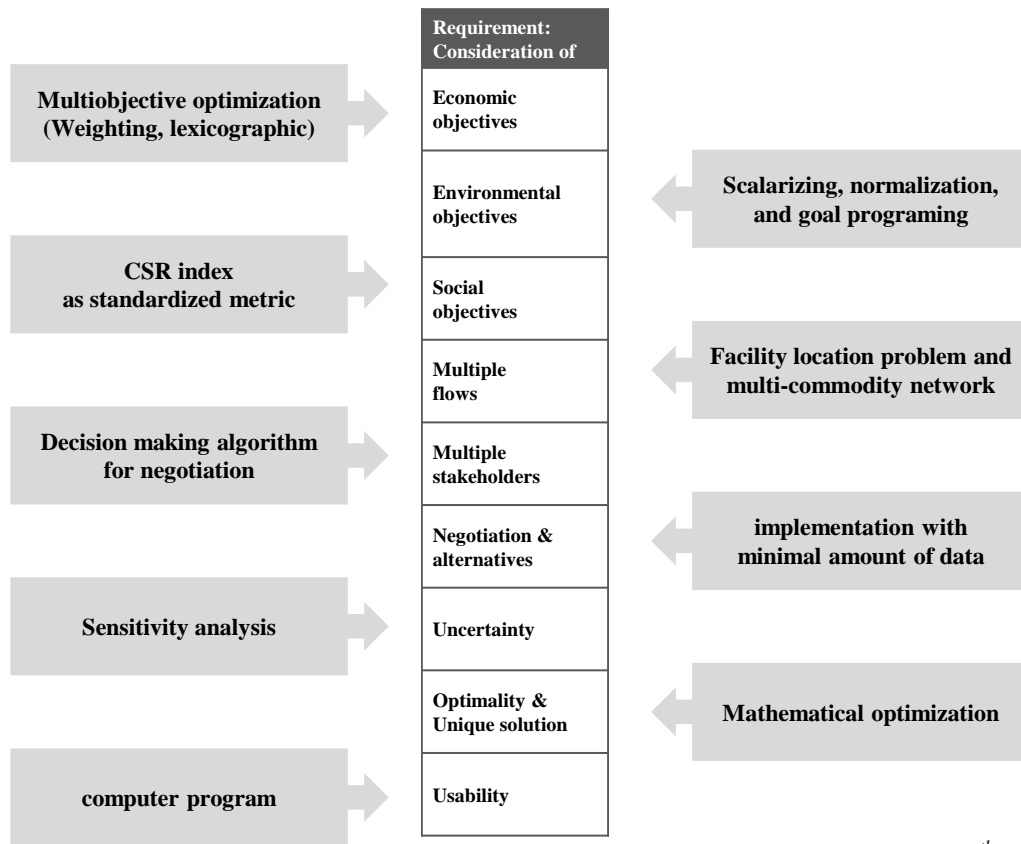 Requirement:
Consideration of
Multiobjective optimization
(Weighting, lexicographic)
Economic
objectives
Environmental
objectives
Scalarizing, normalization,
and goal programing
CSR index
as standardized metric
Social
objectives
Multiple
flows
Facility location problem and
multi-commodity network
Decision making algorithm
for negotiation
Multiple
stakeholders
Negotiation &
alternatives
implementation with
minimal amount of data
Sensitivity analysis
Uncertainty
Optimality &
Unique solution
Mathematical optimization
computer program
Usability